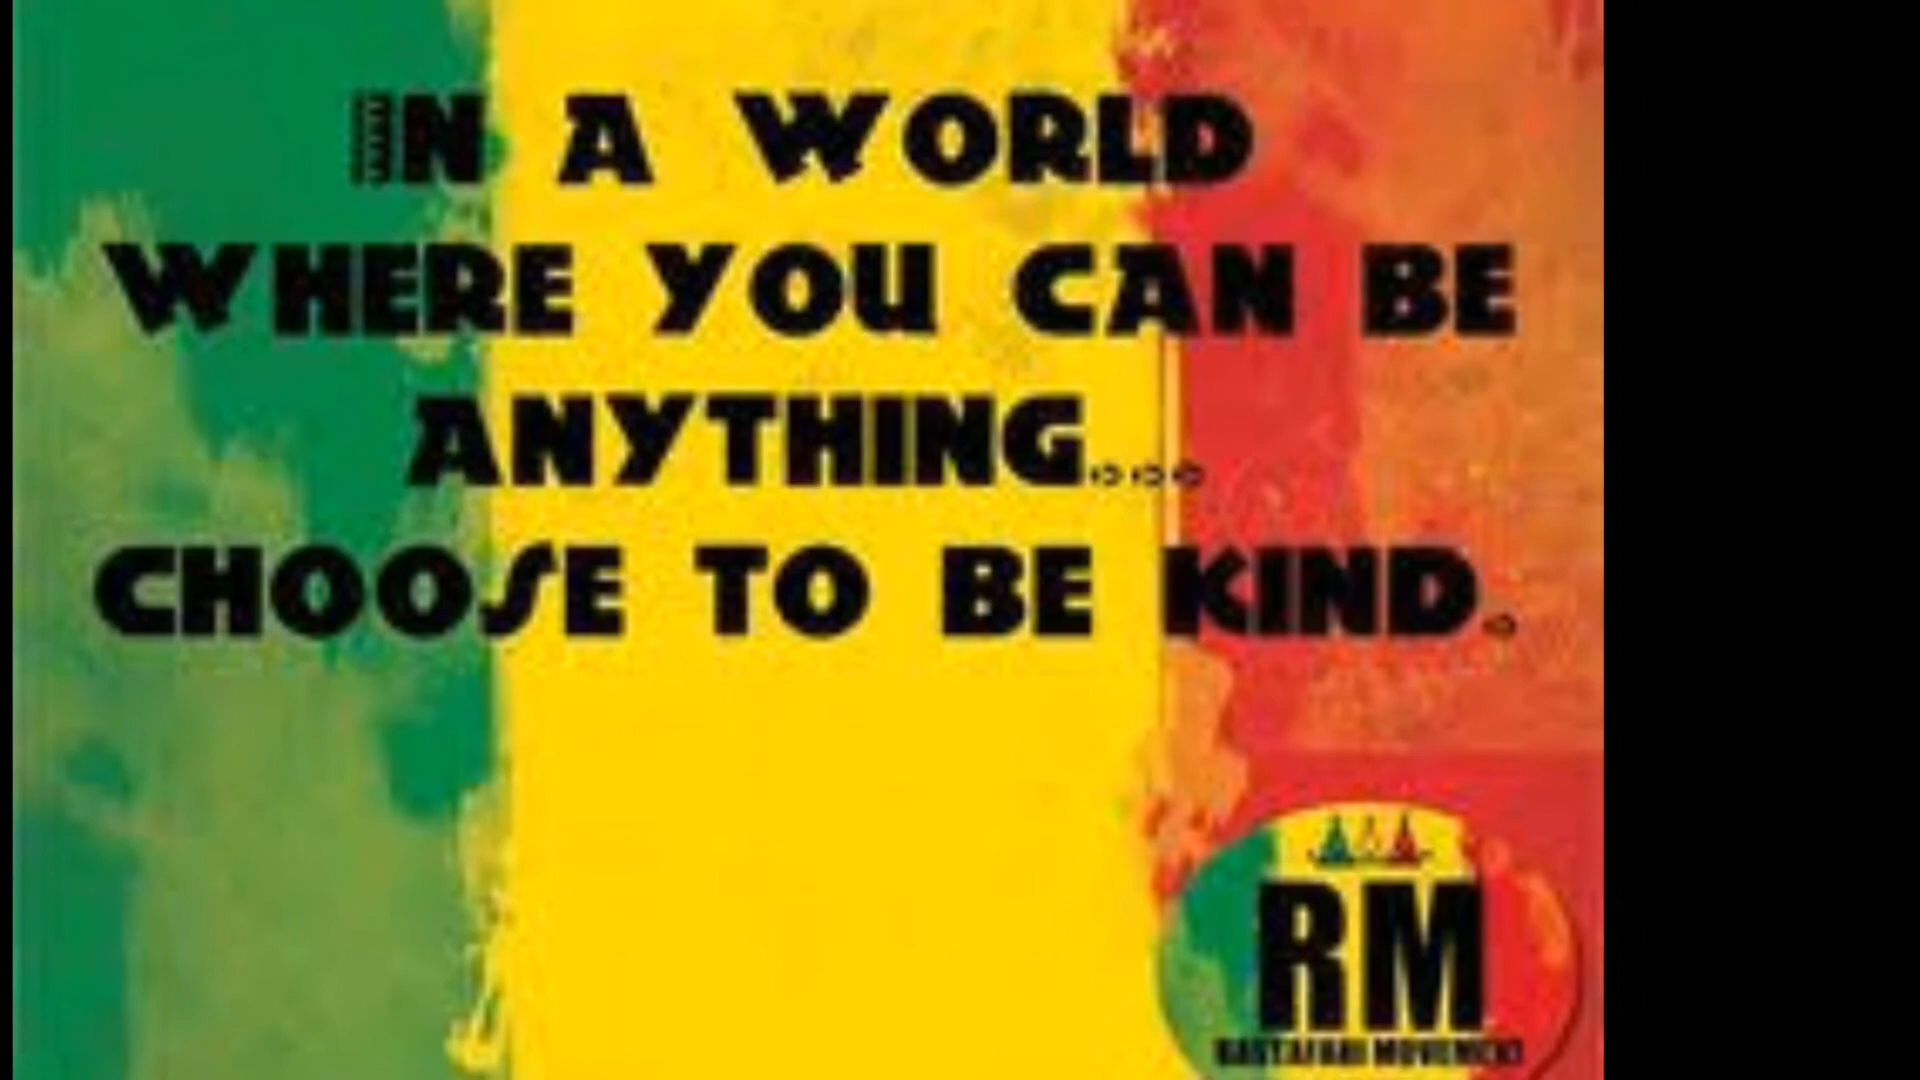 IN A WORLD
WHERE YOU CAN BE
ANYTHING...
CHOOSE TO BE KIND.
RM
RASTAFARI MOVEMENT